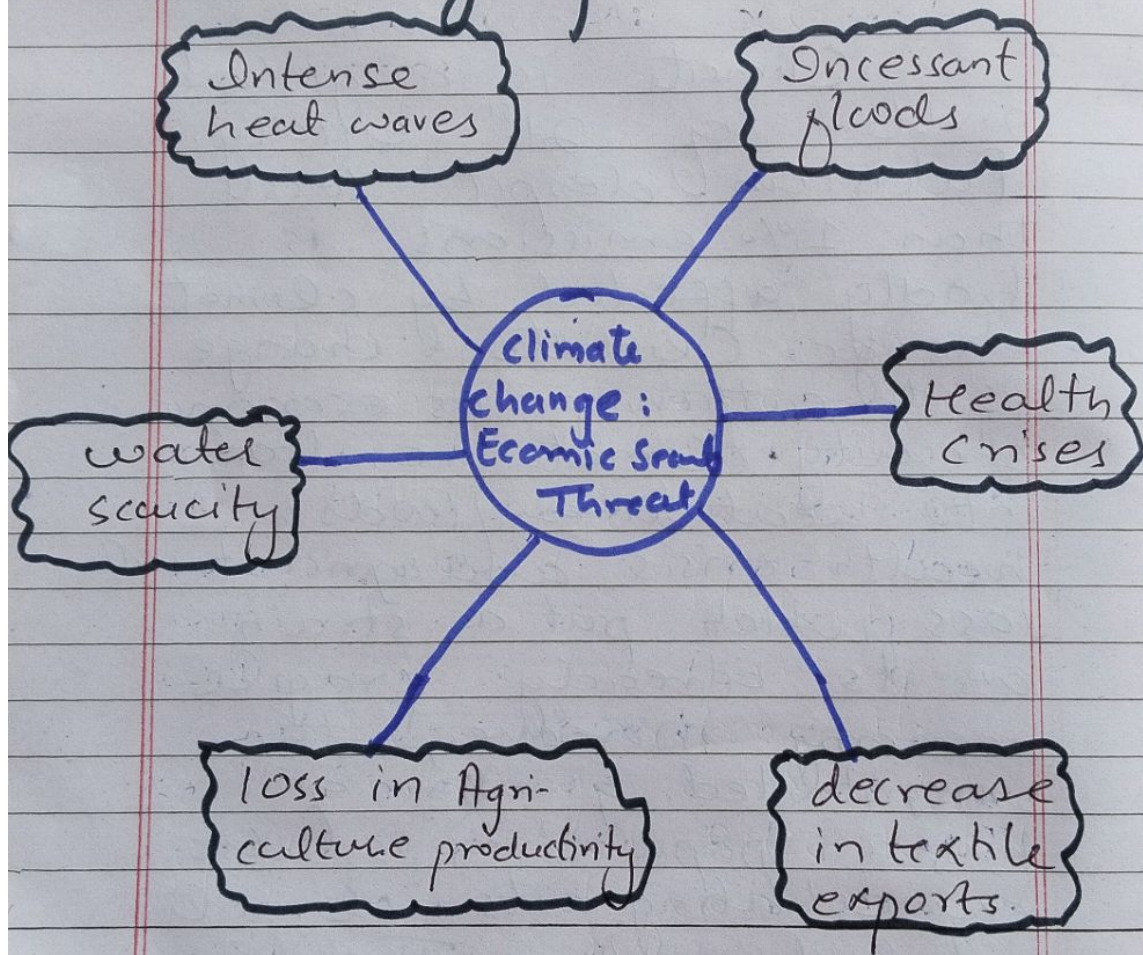 Intense
heat waves
Incessant
floods
climate
change:
Ecomic
Threat
Health
Crises
water
scarcity
loss in Agri-
culture productivity
decrease
in textile
exports.